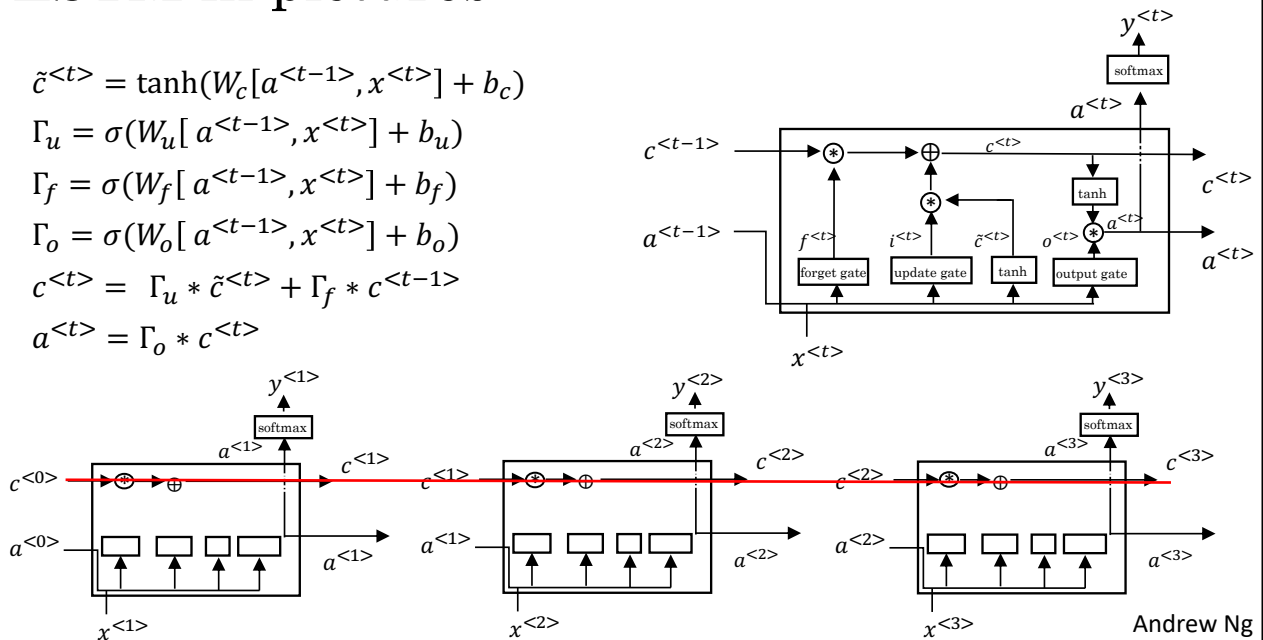 LSTM in pictures
c̃^{<t>} = tanh(W_c[a^{<t−1>}, x^{<t>}] + b_c)
Γ_u = σ(W_u[ a^{<t−1>}, x^{<t>}] + b_u)
Γ_f = σ(W_f[ a^{<t−1>}, x^{<t>}] + b_f)
Γ_o = σ(W_o[ a^{<t−1>}, x^{<t>}] + b_o)
c^{<t>} = Γ_u * c̃^{<t>} + Γ_f * c^{<t−1>}
a^{<t>} = Γ_o * c^{<t>}
y^{<t>}
softmax
a^{<t>}
c^{<t−1>} * ⊕ c^{<t>} c^{<t>}
tanh
*
a^{<t−1>} f^{<t>} i^{<t>} c̃^{<t>} o^{<t>} * a^{<t>} a^{<t>}
forget gate update gate tanh output gate
x^{<t>}
y^{<1>} y^{<2>} y^{<3>}
softmax softmax softmax
a^{<1>} a^{<2>} a^{<3>}
c^{<0>} * ⊕ c^{<1>} c^{<1>} * ⊕ c^{<2>} c^{<2>} * ⊕ c^{<3>}
a^{<0>} a^{<1>} a^{<1>} a^{<2>} a^{<2>} a^{<3>}
x^{<1>} x^{<2>} x^{<3>}
Andrew Ng